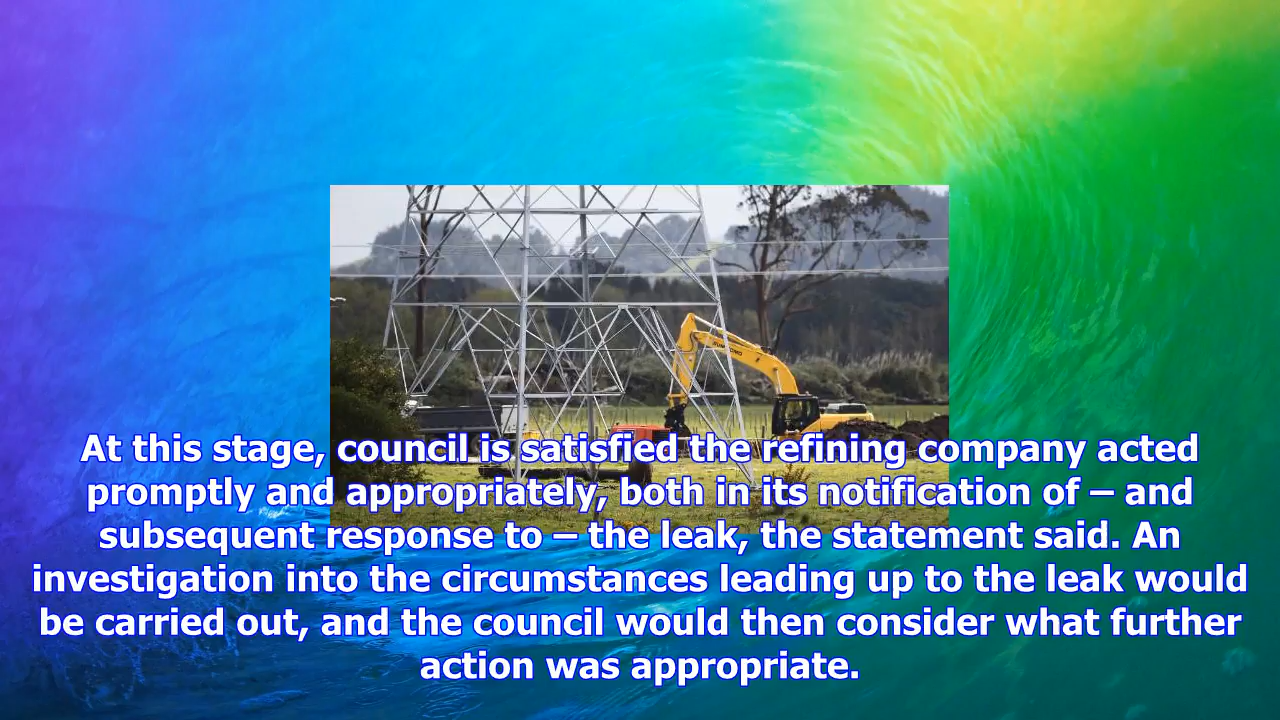 At this stage, council is satisfied the refining company acted
promptly and appropriately, both in its notification of – and
subsequent response to – the leak, the statement said. An
investigation into the circumstances leading up to the leak would
be carried out, and the council would then consider what further
action was appropriate.